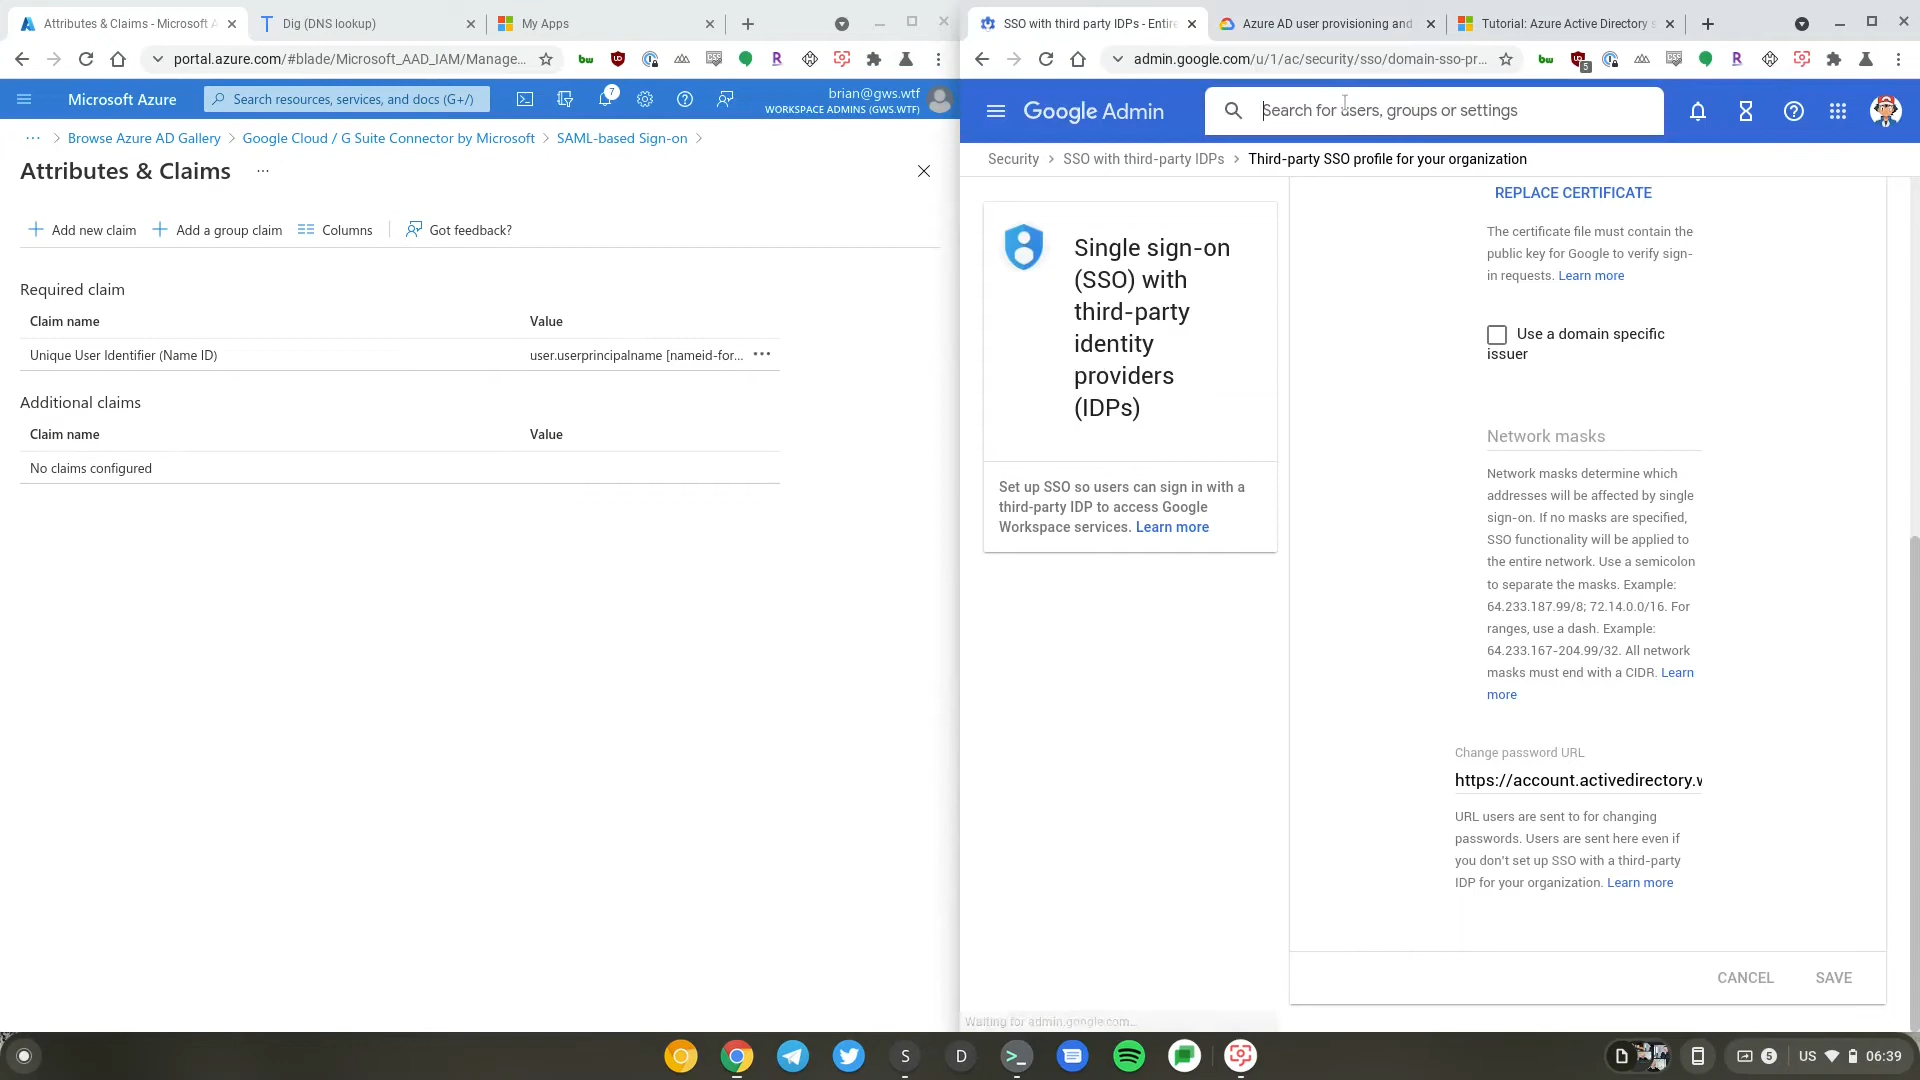 Attributes & Claims - Microsoft A
Dig (DNS lookup)
My Apps
portal.azure.com/#blade/Microsoft_AAD_IAM/Manage...
Microsoft Azure
Search resources, services, and docs (G+/)
7
brian@gws.wtf
WORKSPACE ADMINS (GWS.WTF)
... > Browse Azure AD Gallery > Google Cloud / G Suite Connector by Microsoft > SAML-based Sign-on >
Attributes & Claims ...
Add new claim
Add a group claim
Columns
Got feedback?
Required claim
Claim name Value
Unique User Identifier (Name ID) user.userprincipalname [nameid-for... ...
Additional claims
Claim name Value
No claims configured
SSO with third party IDPs - Entire
Azure AD user provisioning and
Tutorial: Azure Active Directory s
admin.google.com/u/1/ac/security/sso/domain-sso-pr...
5
Google Admin
Search for users, groups or settings
Security > SSO with third-party IDPs > Third-party SSO profile for your organization
Single sign-on
(SSO) with
third-party
identity
providers
(IDPs)
Set up SSO so users can sign in with a
third-party IDP to access Google
Workspace services. Learn more
REPLACE CERTIFICATE
The certificate file must contain the
public key for Google to verify sign-
in requests. Learn more
Use a domain specific
issuer
Network masks
Network masks determine which
addresses will be affected by single
sign-on. If no masks are specified,
SSO functionality will be applied to
the entire network. Use a semicolon
to separate the masks. Example:
64.233.187.99/8; 72.14.0.0/16. For
ranges, use a dash. Example:
64.233.167-204.99/32. All network
masks must end with a CIDR. Learn
more
Change password URL
https://account.activedirectory.w
URL users are sent to for changing
passwords. Users are sent here even if
you don't set up SSO with a third-party
IDP for your organization. Learn more
CANCEL
SAVE
Waiting for admin.google.com...
S
D
5
US
06:39